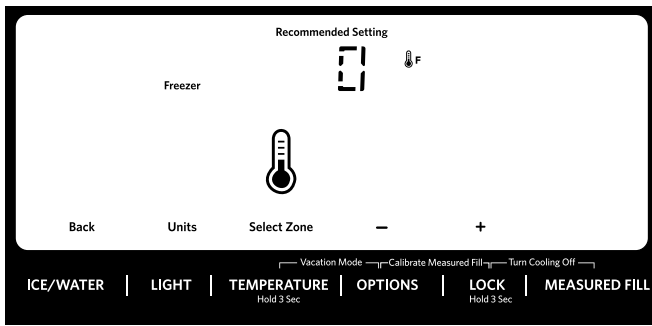 Recommended Setting
0 F
Freezer
Back Units Select Zone − +
Vacation Mode Calibrate Measured Fill Turn Cooling Off
ICE/WATER LIGHT TEMPERATURE OPTIONS LOCK MEASURED FILL
Hold 3 Sec Hold 3 Sec